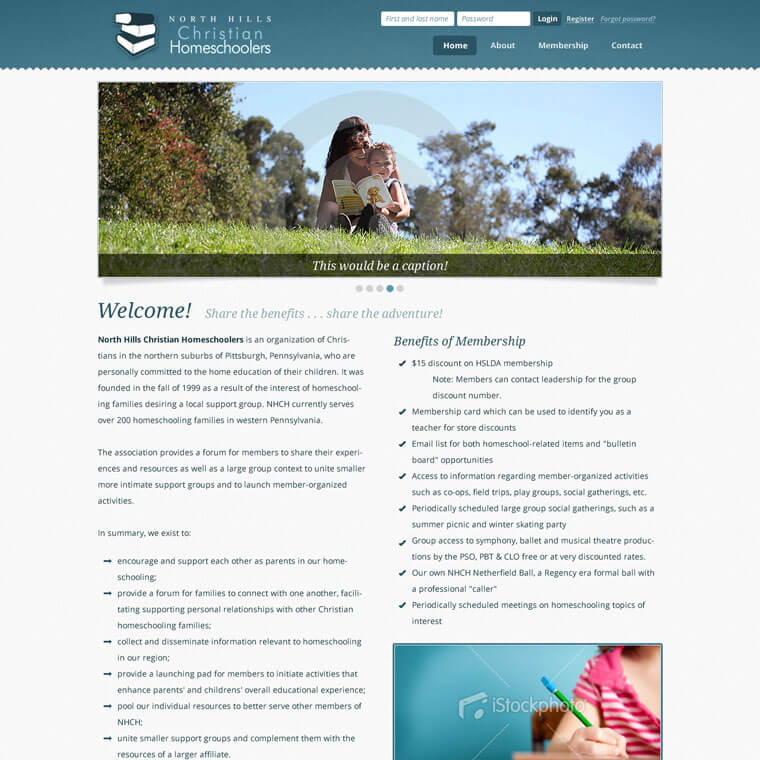 NORTH HILLS
Christian
Homeschoolers
First and last name
Password
Login
Register
Forgot password?
Home
About
Membership
Contact
This would be a caption!
Welcome!
Share the benefits . . . share the adventure!
North Hills Christian Homeschoolers is an organization of Chris-
tians in the northern suburbs of Pittsburgh, Pennsylvania, who are
personally committed to the home education of their children. It was
founded in the fall of 1999 as a result of the interest of homeschool-
ing families desiring a local support group. NHCH currently serves
over 200 homeschooling families in western Pennsylvania.
The association provides a forum for members to share their experi-
ences and resources as well as a large group context to unite smaller
more intimate support groups and to launch member-organized
activities.
In summary, we exist to:
encourage and support each other as parents in our home-
schooling;
provide a forum for families to connect with one another, facili-
tating supporting personal relationships with other Christian
homeschooling families;
collect and disseminate information relevant to homeschooling
in our region;
provide a launching pad for members to initiate activities that
enhance parents' and childrens' overall educational experience;
pool our individual resources to better serve other members of
NHCH;
unite smaller support groups and complement them with the
resources of a larger affiliate.
Benefits of Membership
$15 discount on HSLDA membership
Note: Members can contact leadership for the group
discount number.
Membership card which can be used to identify you as a
teacher for store discounts
Email list for both homeschool-related items and "bulletin
board" opportunities
Access to information regarding member-organized activities
such as co-ops, field trips, play groups, social gatherings, etc.
Periodically scheduled large group social gatherings, such as a
summer picnic and winter skating party
Group access to symphony, ballet and musical theatre produc-
tions by the PSO, PBT & CLO free or at very discounted rates.
Our own NHCH Netherfield Ball, a Regency era formal ball with
a professional "caller"
Periodically scheduled meetings on homeschooling topics of
interest
iStockphoto